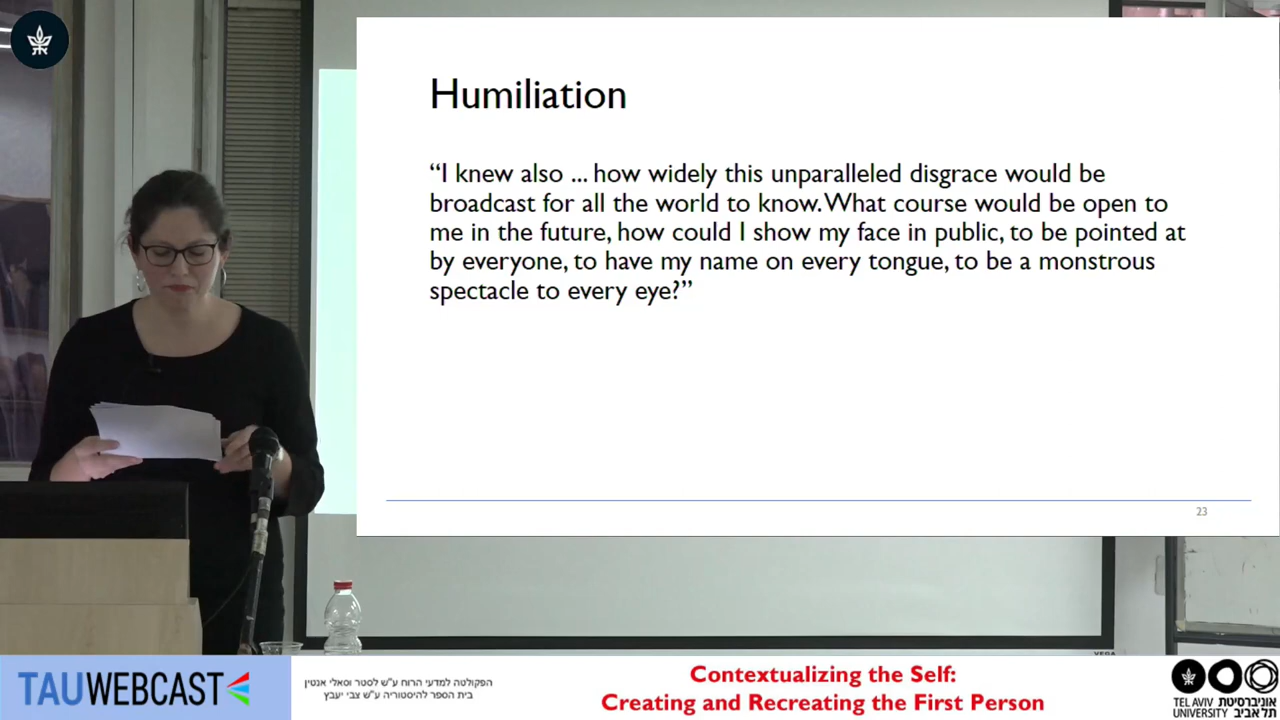 Humiliation
“I knew also ... how widely this unparalleled disgrace would be
broadcast for all the world to know. What course would be open to
me in the future, how could I show my face in public, to be pointed at
by everyone, to have my name on every tongue, to be a monstrous
spectacle to every eye?”
23
VEGA
TAUWEBCAST
הפקולטה למדעי הרוח ע"ש לסטר וסאלי אנטין
בית הספר להיסטוריה ע"ש צבי יעבץ
Contextualizing the Self:
Creating and Recreating the First Person
TEL AVIV אוניברסיטת
UNIVERSITY תל אביב